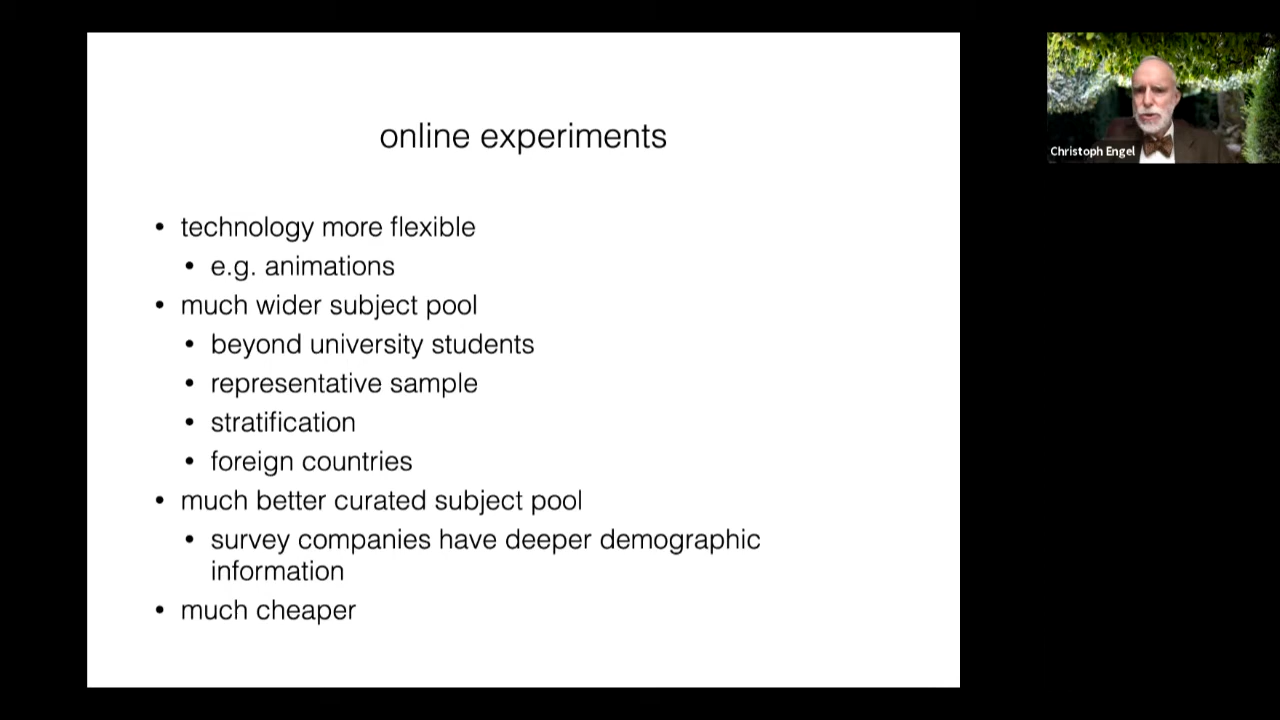 online experiments
• technology more flexible
• e.g. animations
• much wider subject pool
• beyond university students
• representative sample
• stratification
• foreign countries
• much better curated subject pool
• survey companies have deeper demographic
information
• much cheaper
Christoph Engel